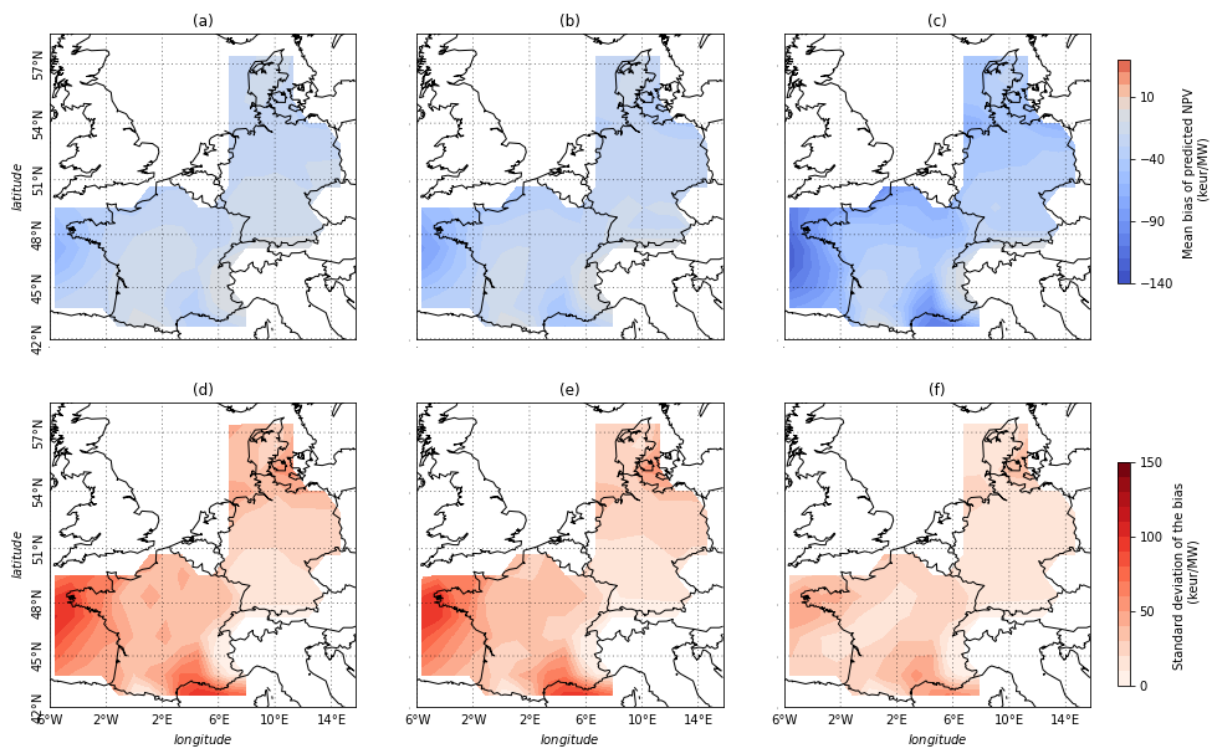 (a) (b) (c)
57°N
54°N
51°N
48°N
45°N
42°N
latitude
10
−40
−90
−140
Mean bias of predicted NPV
(keur/MW)
(d) (e) (f)
57°N
54°N
51°N
48°N
45°N
42°N
latitude
150
100
50
0
Standard deviation of the bias
(keur/MW)
6°W 2°W 2°E 6°E 10°E 14°E 6°W 2°W 2°E 6°E 10°E 14°E 6°W 2°W 2°E 6°E 10°E 14°E
longitude longitude longitude